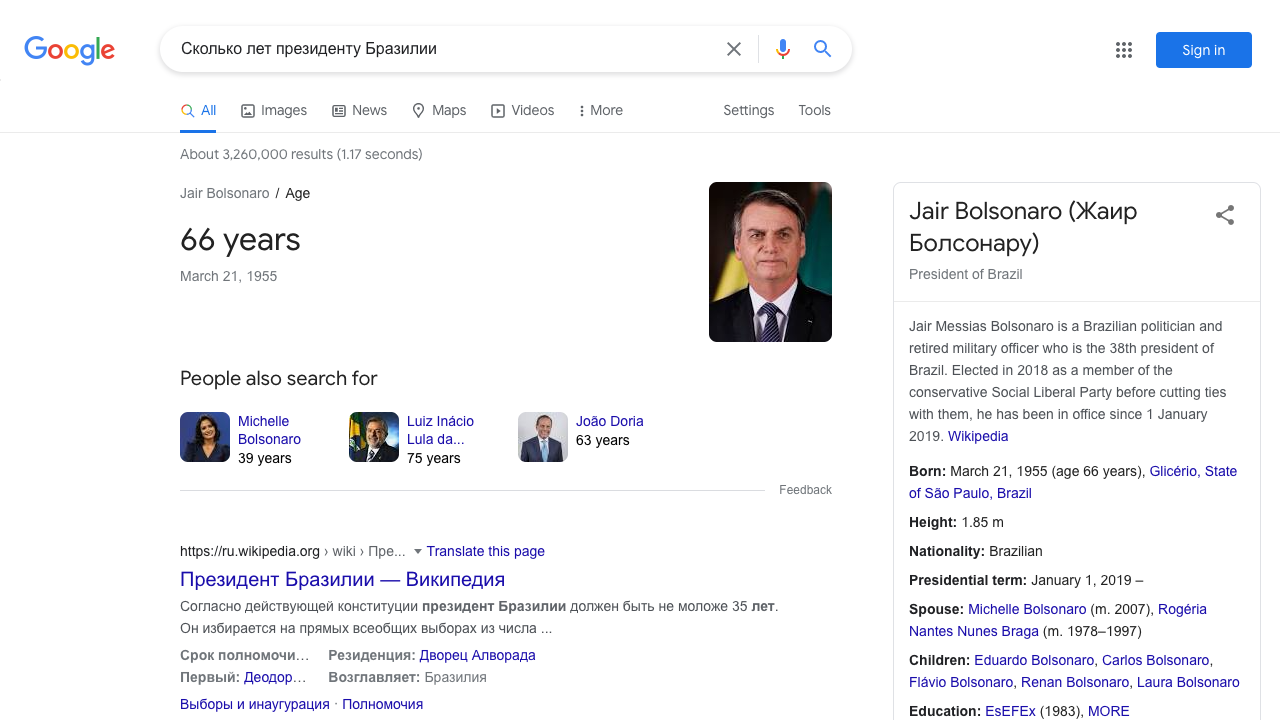 Google
Сколько лет президенту Бразилии
Sign in
All
Images
News
Maps
Videos
More
Settings
Tools
About 3,260,000 results (1.17 seconds)
Jair Bolsonaro / Age
66 years
March 21, 1955
People also search for
Michelle
Bolsonaro
39 years
Luiz Inácio
Lula da...
75 years
João Doria
63 years
Feedback
https://ru.wikipedia.org › wiki › Пре... Translate this page
Президент Бразилии — Википедия
Согласно действующей конституции президент Бразилии должен быть не моложе 35 лет.
Он избирается на прямых всеобщих выборах из числа ...
Срок полномочи… Резиденция: Дворец Алворада
Первый: Деодор… Возглавляет: Бразилия
Выборы и инаугурация · Полномочия
Jair Bolsonaro (Жаир
Болсонару)
President of Brazil
Jair Messias Bolsonaro is a Brazilian politician and
retired military officer who is the 38th president of
Brazil. Elected in 2018 as a member of the
conservative Social Liberal Party before cutting ties
with them, he has been in office since 1 January
2019. Wikipedia
Born: March 21, 1955 (age 66 years), Glicério, State
of São Paulo, Brazil
Height: 1.85 m
Nationality: Brazilian
Presidential term: January 1, 2019 –
Spouse: Michelle Bolsonaro (m. 2007), Rogéria
Nantes Nunes Braga (m. 1978–1997)
Children: Eduardo Bolsonaro, Carlos Bolsonaro,
Flávio Bolsonaro, Renan Bolsonaro, Laura Bolsonaro
Education: EsEFEx (1983), MORE